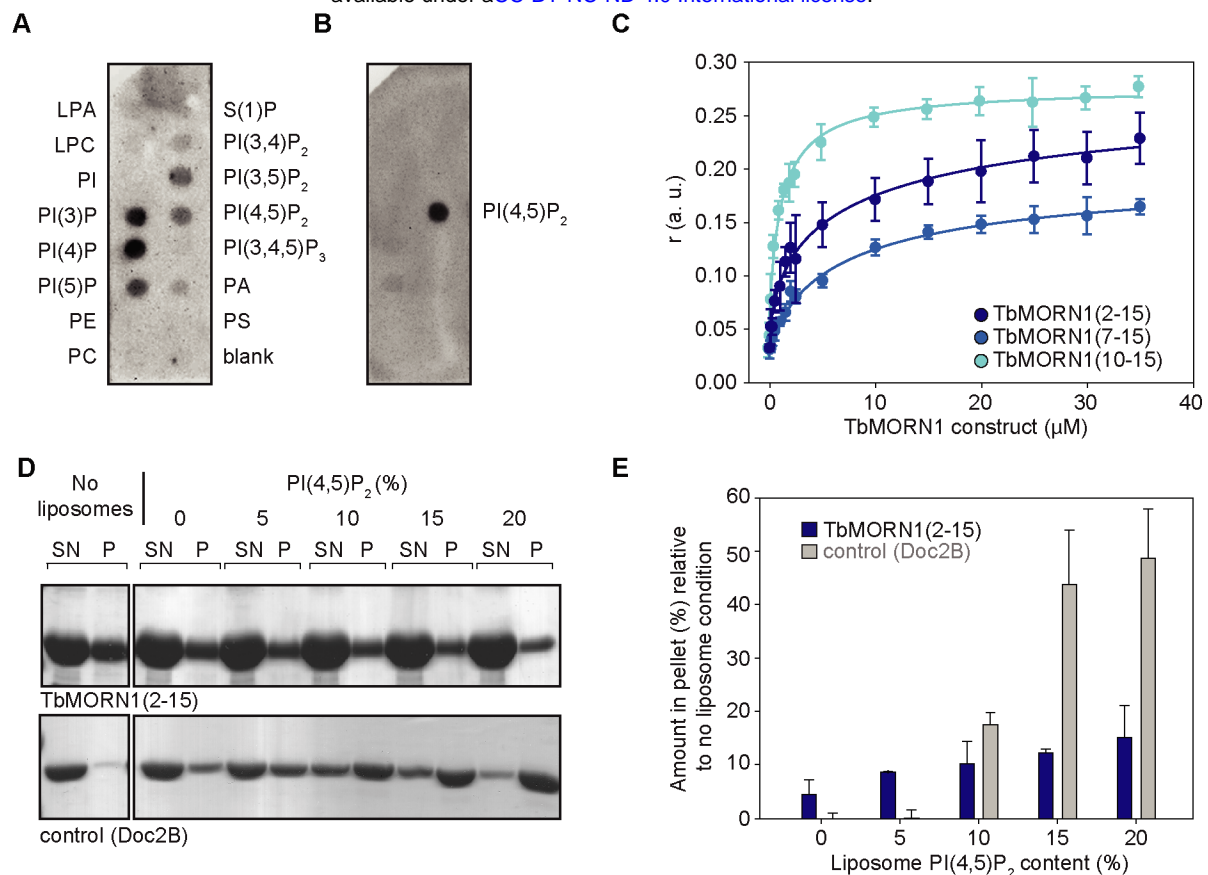 available under aCC-BY-NC-ND 4.0 International license.
A
B
C
LPA
LPC
PI
PI(3)P
PI(4)P
PI(5)P
PE
PC
S(1)P
PI(3,4)P2
PI(3,5)P2
PI(4,5)P2
PI(3,4,5)P3
PA
PS
blank
PI(4,5)P2
r (a. u.)
0.30
0.25
0.20
0.15
0.10
0.05
0.00
TbMORN1(2-15)
TbMORN1(7-15)
TbMORN1(10-15)
0 10 20 30 40
TbMORN1 construct (µM)
D
No
liposomes
PI(4,5)P2 (%)
0 5 10 15 20
SN P SN P SN P SN P SN P SN P
TbMORN1(2-15)
control (Doc2B)
E
Amount in pellet (%) relative
to no liposome condition
60
50
40
30
20
10
0
TbMORN1(2-15)
control (Doc2B)
0 5 10 15 20
Liposome PI(4,5)P2 content (%)